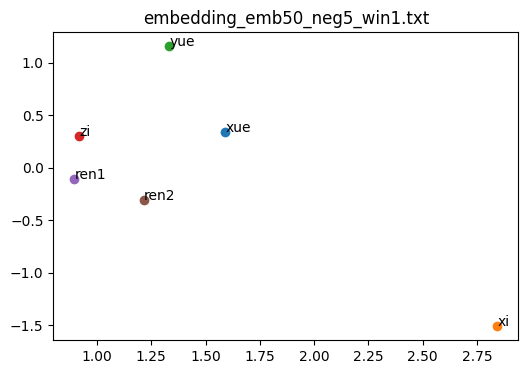 embedding_emb50_neg5_win1.txt
yue
1.0
0.5
xue
zi
0.0
ren1
ren2
-0.5
-1.0
-1.5
xi
1.00 1.25 1.50 1.75 2.00 2.25 2.50 2.75